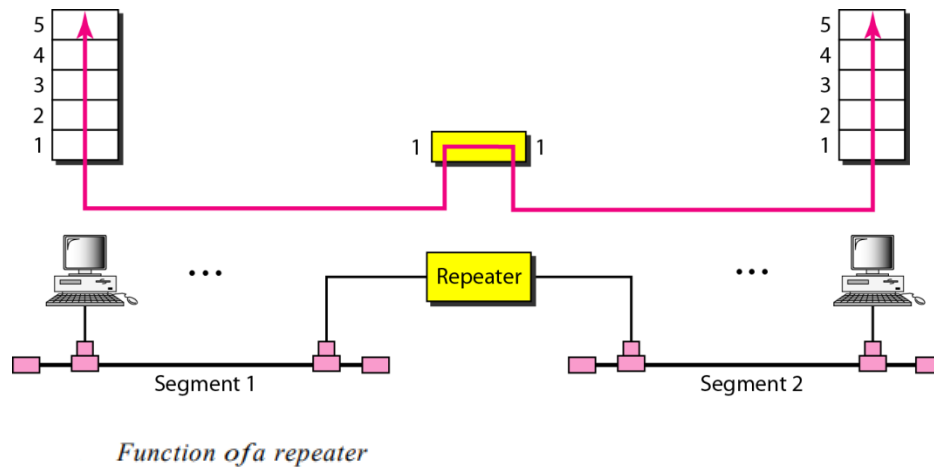 5 5
4 4
3 3
2 2
1 1 1 1
... Repeater ...
Segment 1 Segment 2
Function ofa repeater